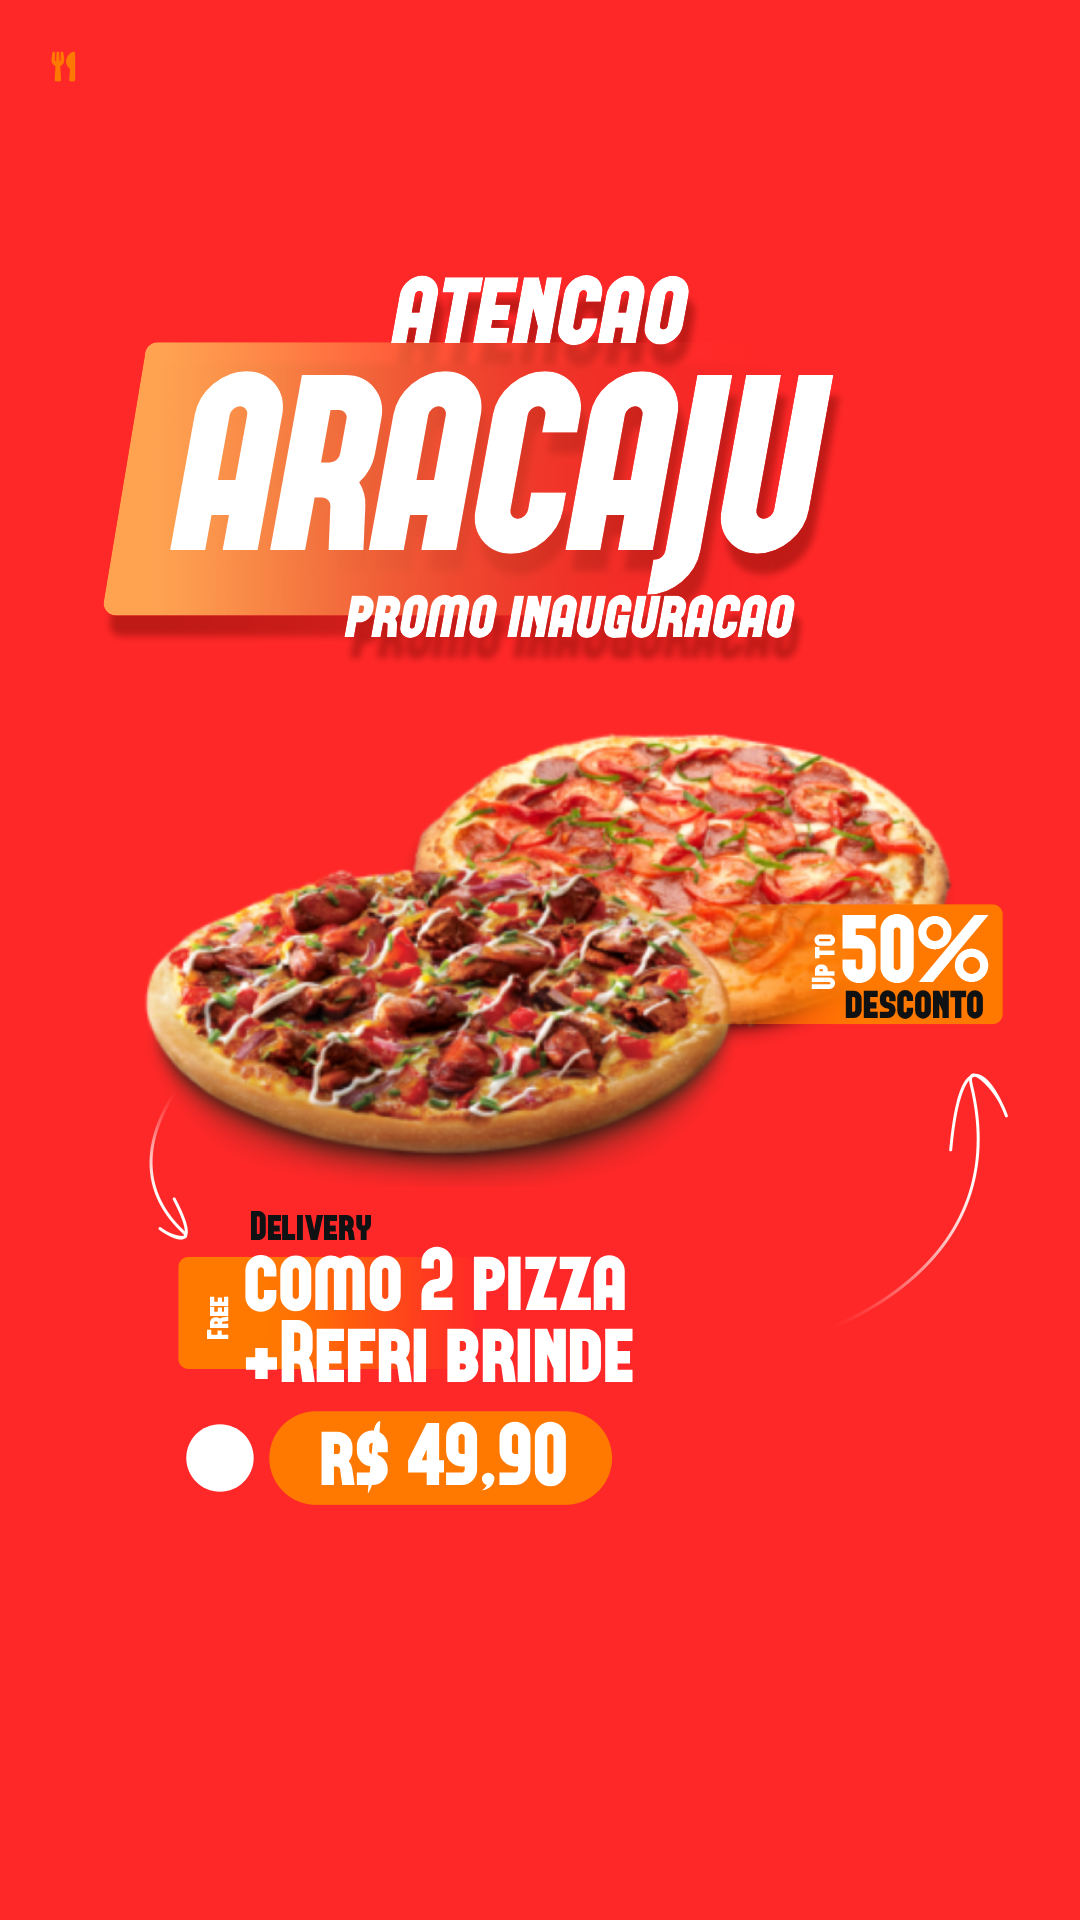 ATENCAO
ARACAJU
PROMO INAUGURACAO
UP TO
50%
DESCONTO
DELIVERY
FREE
COMO 2 PIZZA
+REFRI BRINDE
R$ 49,90